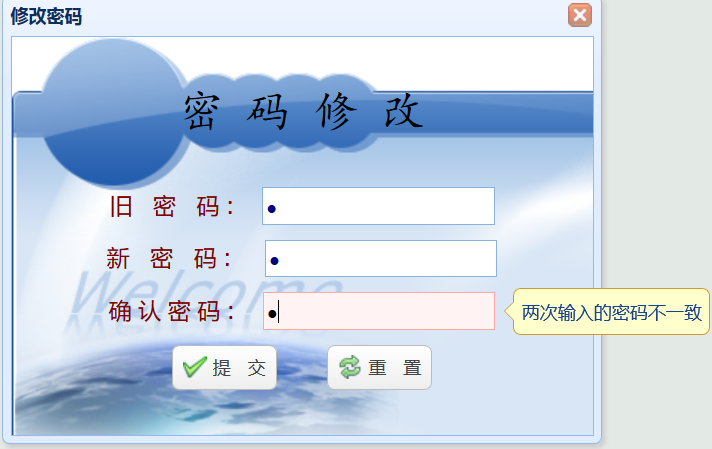 修改密码
密码修改
旧密码：●
新密码：●
Welcome
确认密码：●
两次输入的密码不一致
提交 重置